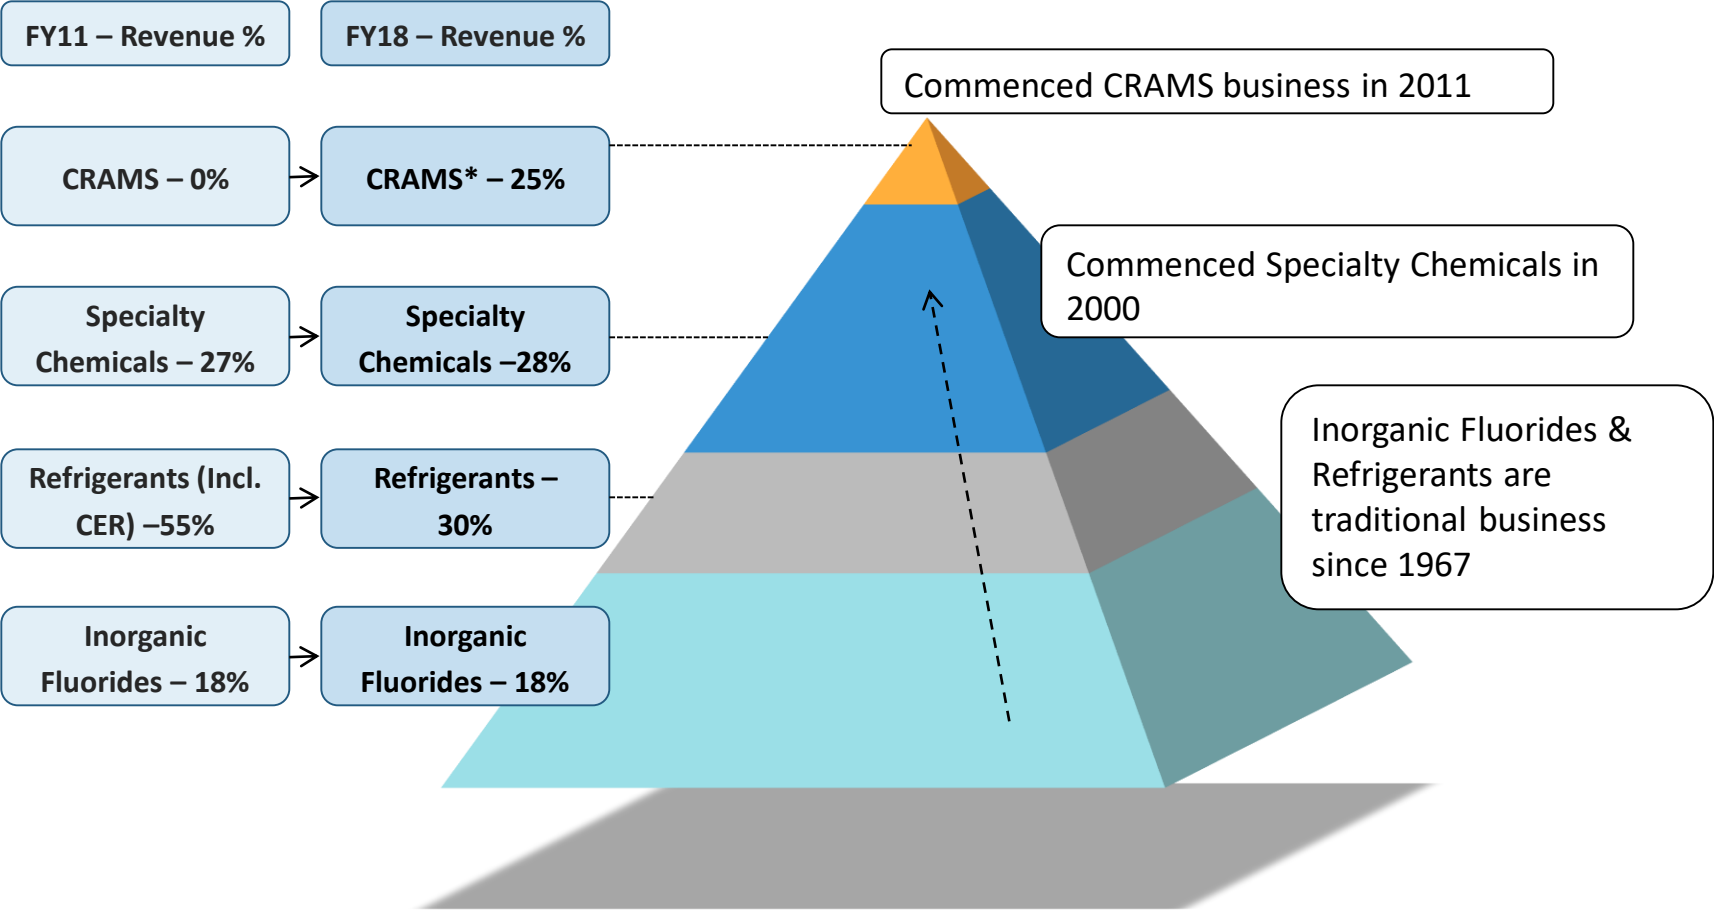 FY11 – Revenue %
FY18 – Revenue %
Commenced CRAMS business in 2011
CRAMS – 0%
CRAMS* – 25%
Commenced Specialty Chemicals in
2000
Specialty
Chemicals – 27%
Specialty
Chemicals –28%
Inorganic Fluorides &
Refrigerants are
traditional business
since 1967
Refrigerants (Incl.
CER) –55%
Refrigerants –
30%
Inorganic
Fluorides – 18%
Inorganic
Fluorides – 18%